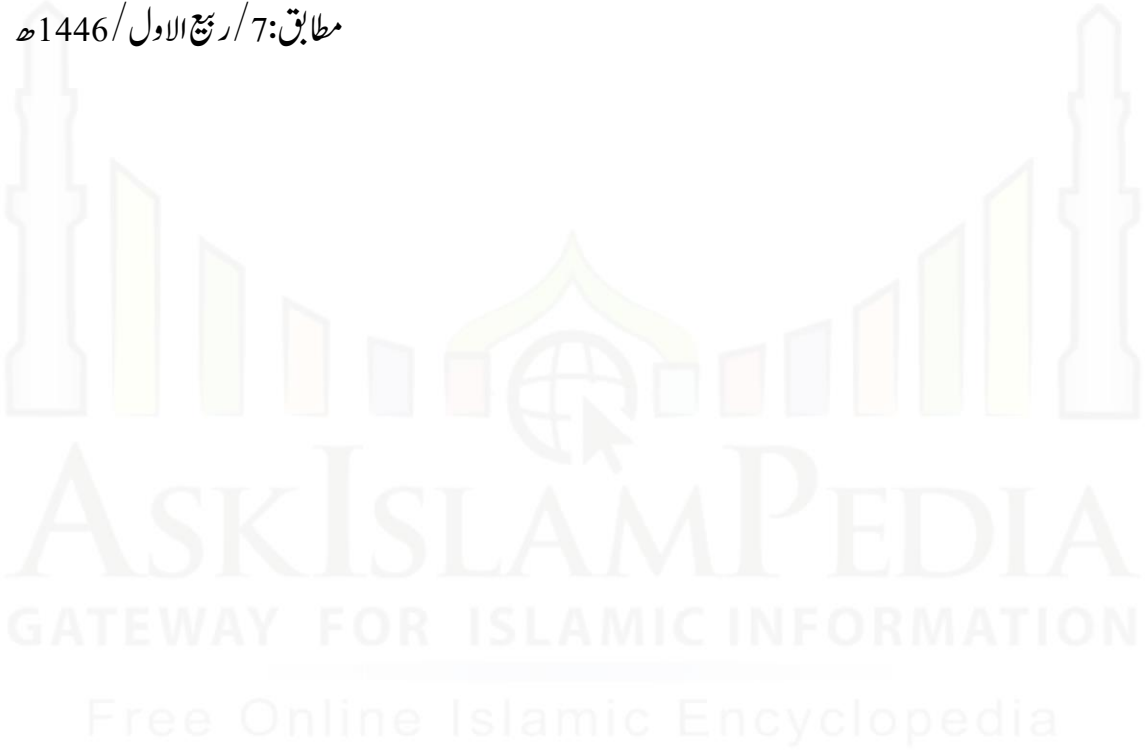 مطابق:7/ربیع الاول/1446ھ
ASKISLAMPEDIA
GATEWAY FOR ISLAMIC INFORMATION
Free Online Islamic Encyclopedia